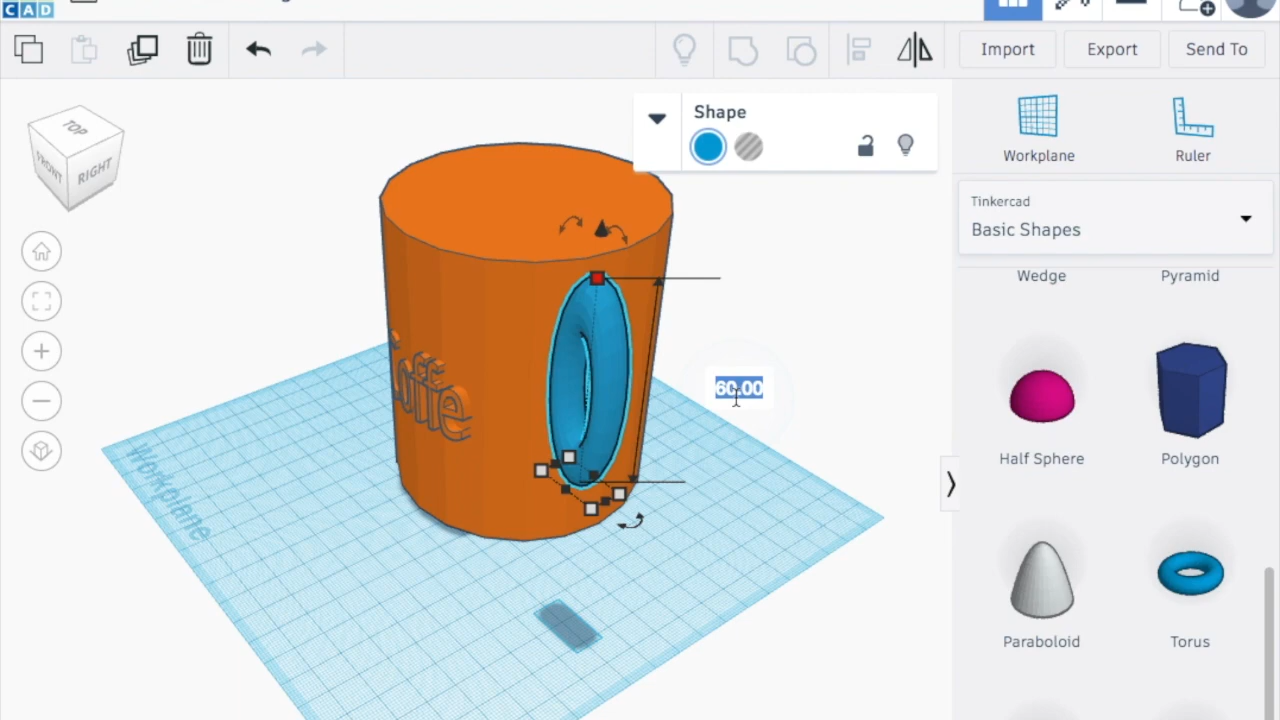 CAD
Import
Export
Send To
Shape
TOP
FRONT
RIGHT
Workplane
Ruler
Tinkercad
Basic Shapes
Wedge
Pyramid
60.00
offe
Workplane
Half Sphere
Polygon
Paraboloid
Torus